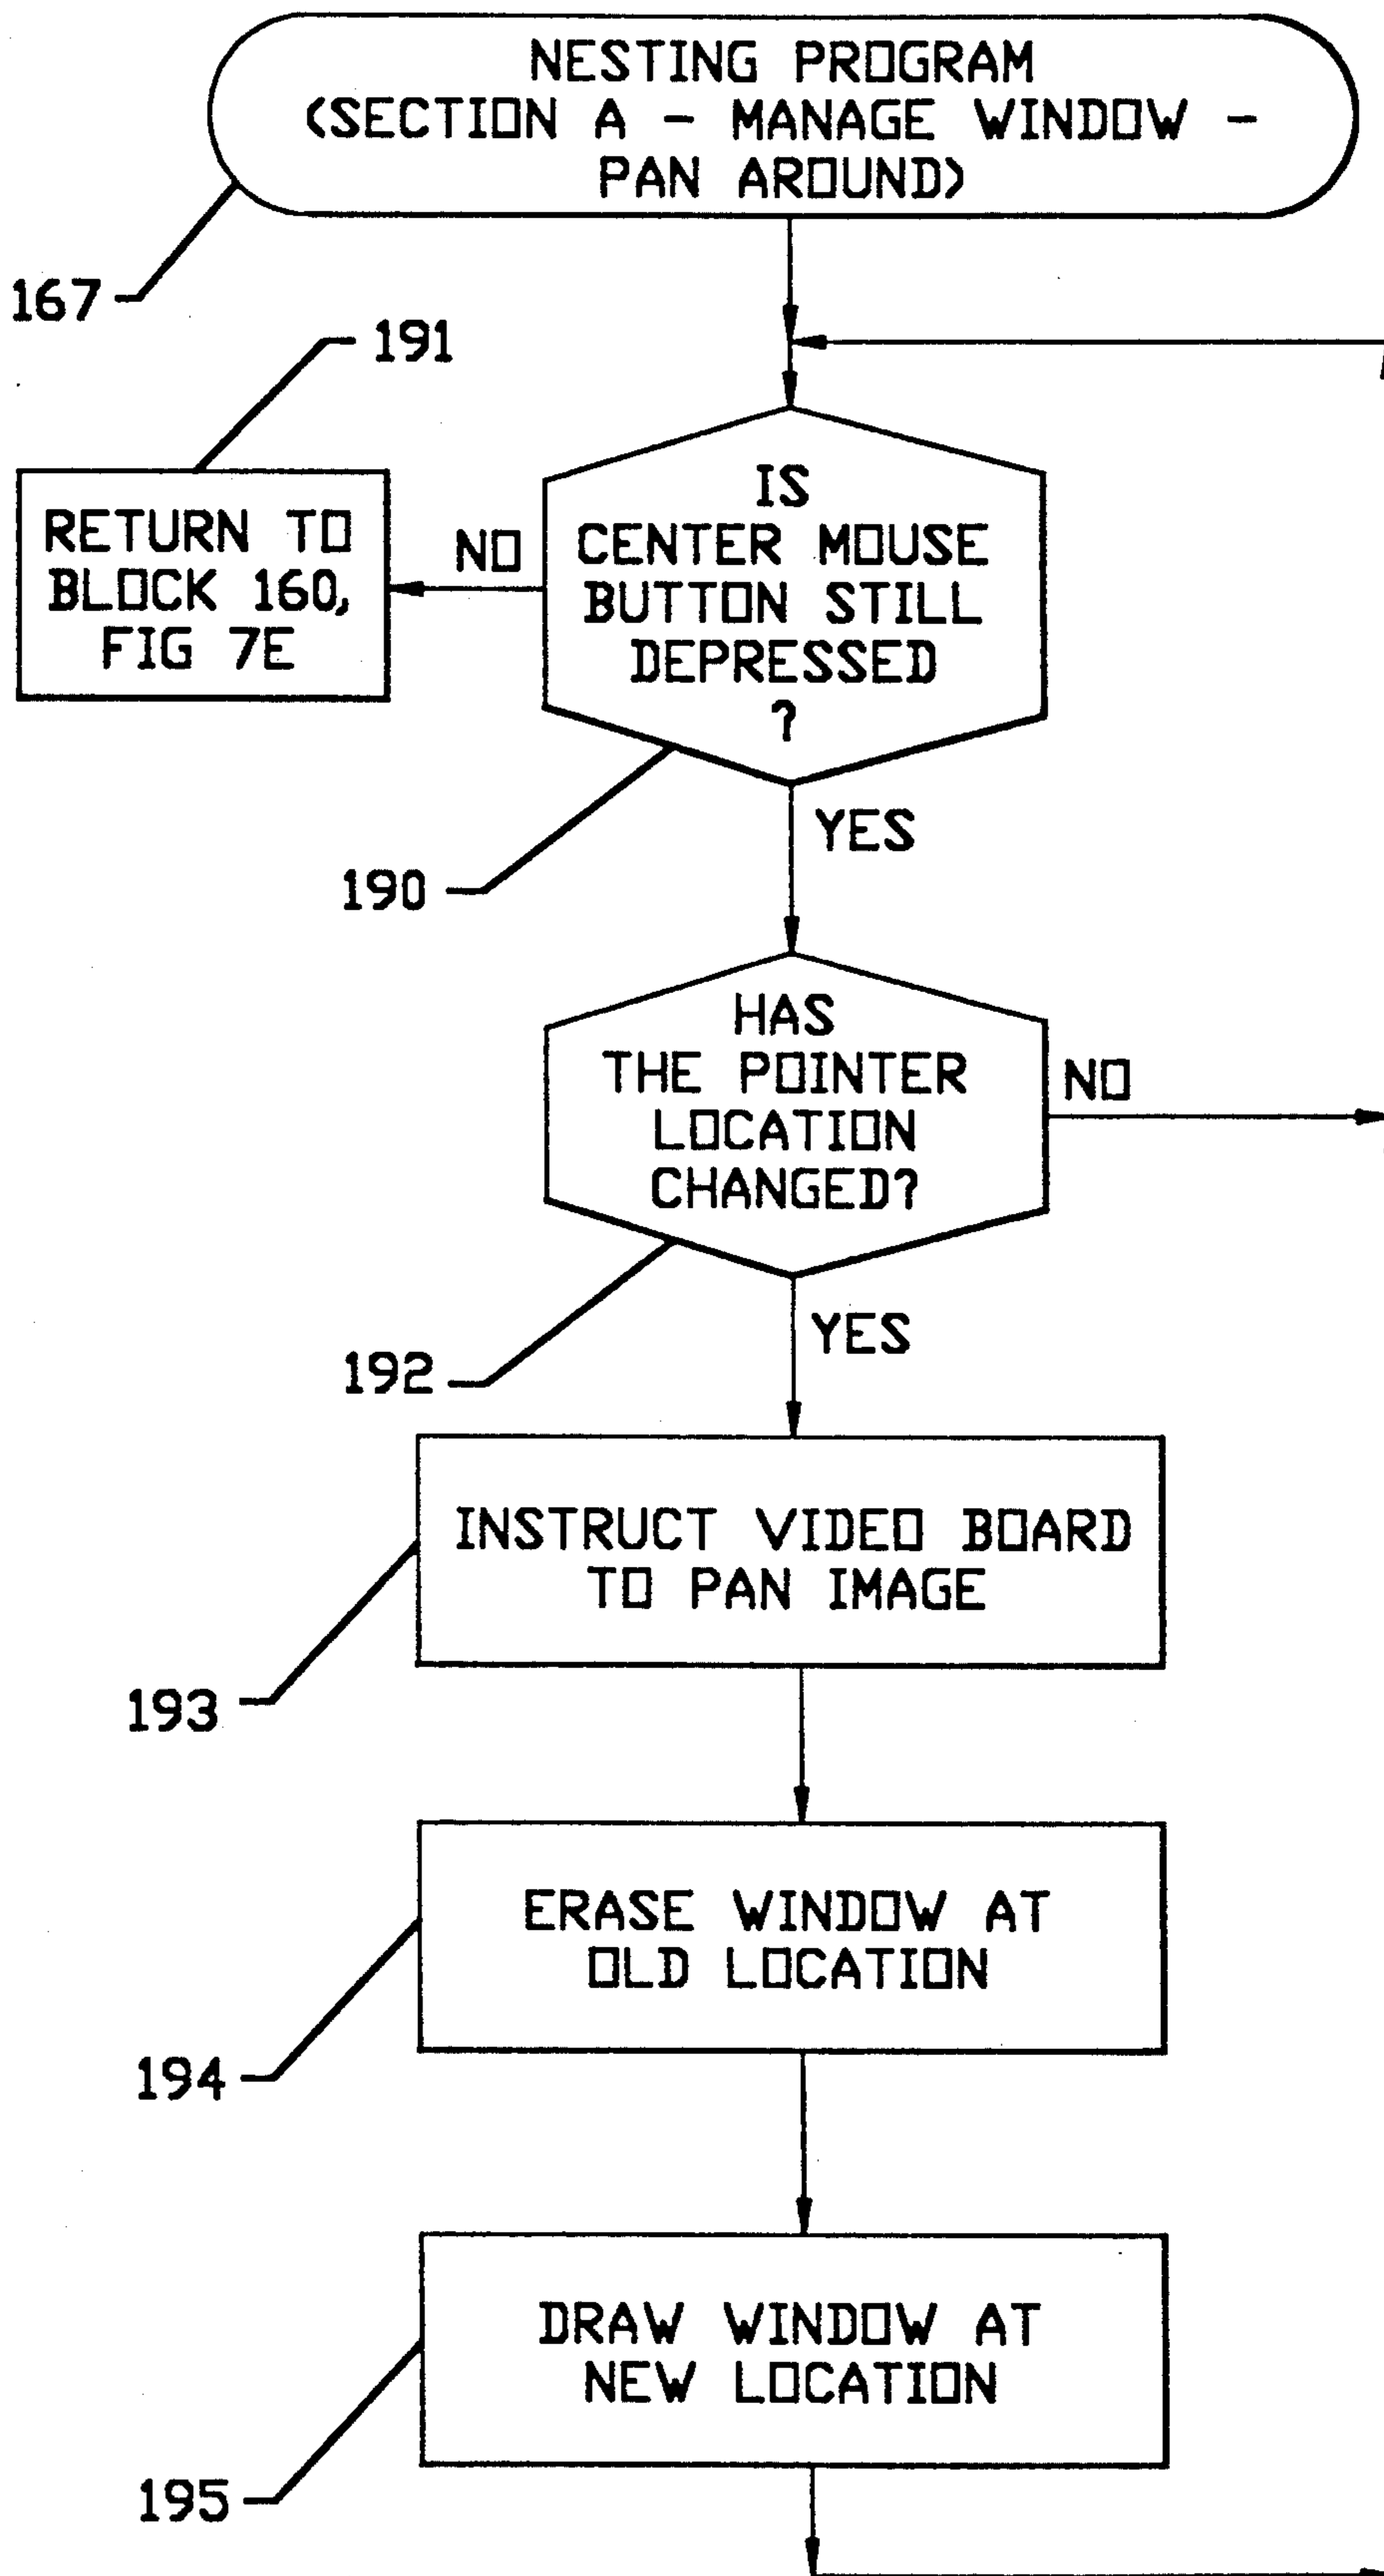 NESTING PROGRAM
(SECTION A - MANAGE WINDOW -
PAN AROUND)
167
191
RETURN TO
BLOCK 160,
FIG 7E
NO
IS
CENTER MOUSE
BUTTON STILL
DEPRESSED
?
190
YES
HAS
THE POINTER
LOCATION
CHANGED?
NO
192
YES
INSTRUCT VIDEO BOARD
TO PAN IMAGE
193
ERASE WINDOW AT
OLD LOCATION
194
DRAW WINDOW AT
NEW LOCATION
195